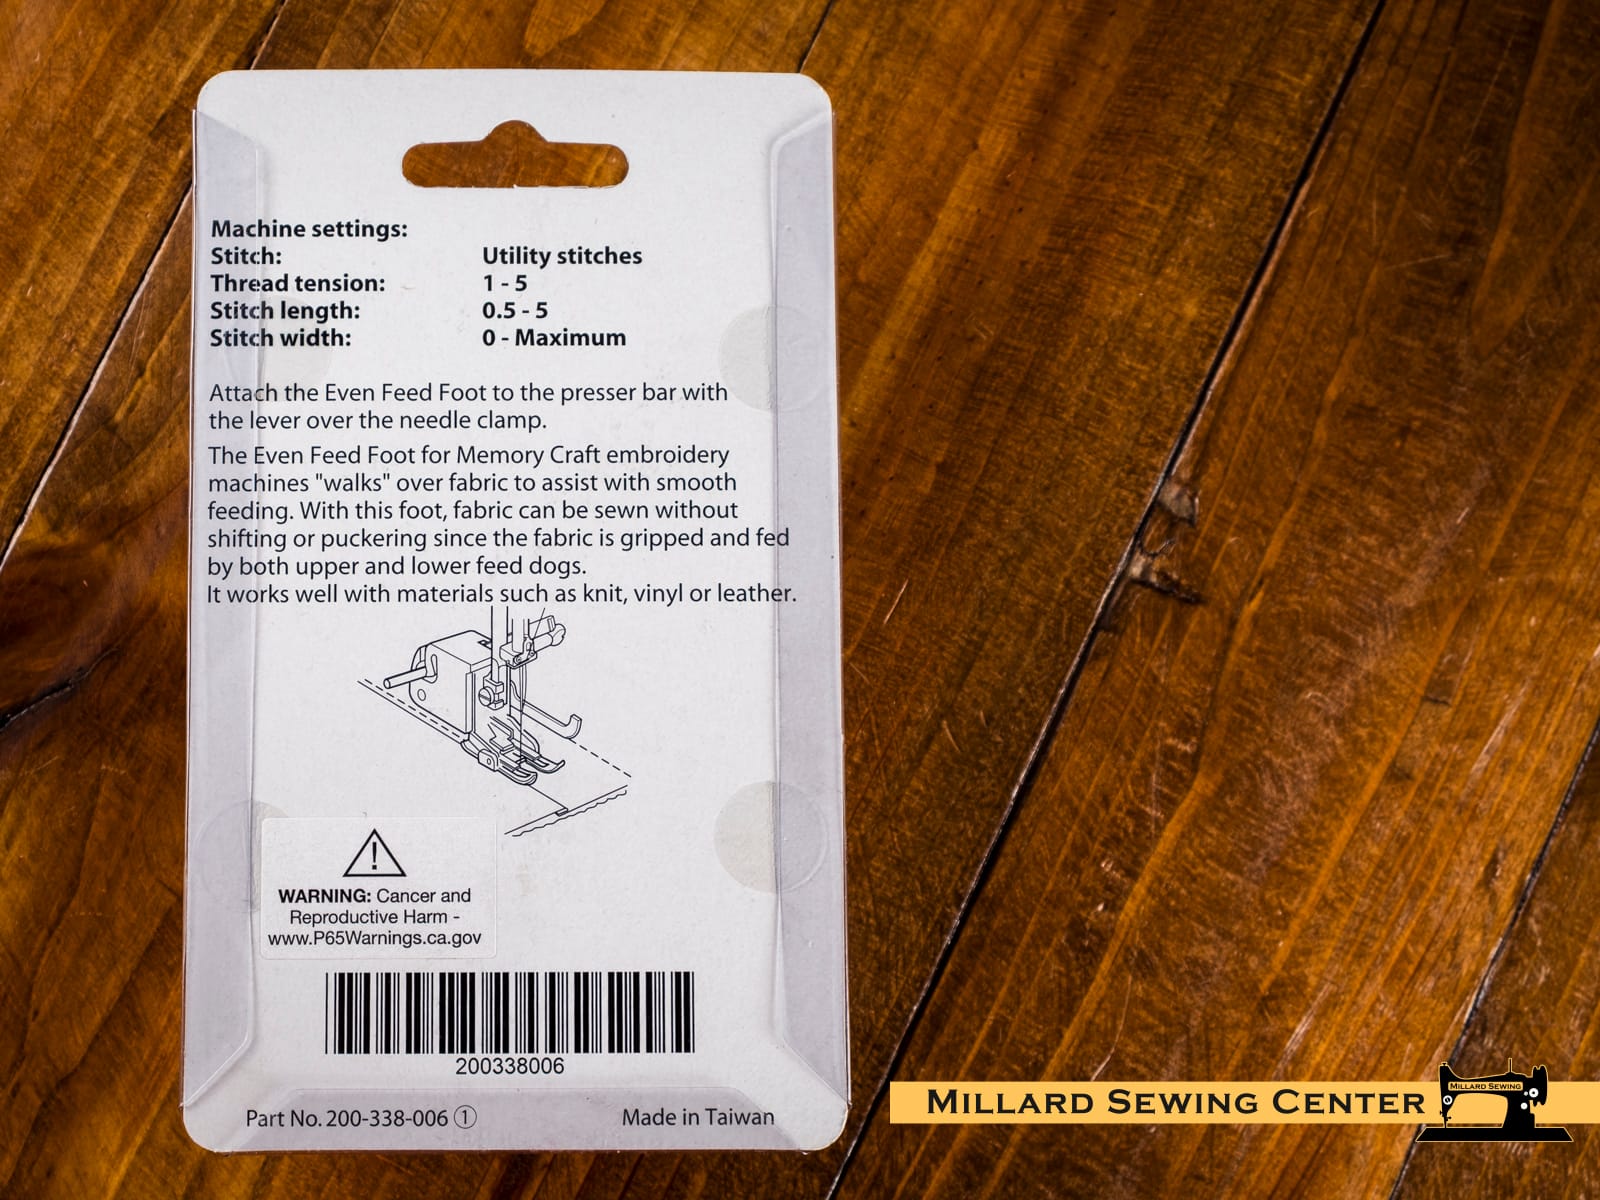 Machine settings:
Stitch: Utility stitches
Thread tension: 1 - 5
Stitch length: 0.5 - 5
Stitch width: 0 - Maximum
Attach the Even Feed Foot to the presser bar with
the lever over the needle clamp.
The Even Feed Foot for Memory Craft embroidery
machines "walks" over fabric to assist with smooth
feeding. With this foot, fabric can be sewn without
shifting or puckering since the fabric is gripped and fed
by both upper and lower feed dogs.
It works well with materials such as knit, vinyl or leather.
WARNING: Cancer and
Reproductive Harm -
www.P65Warnings.ca.gov
200338006
Part No. 200-338-006 ① Made in Taiwan
MILLARD SEWING CENTER
MILLARD SEWING